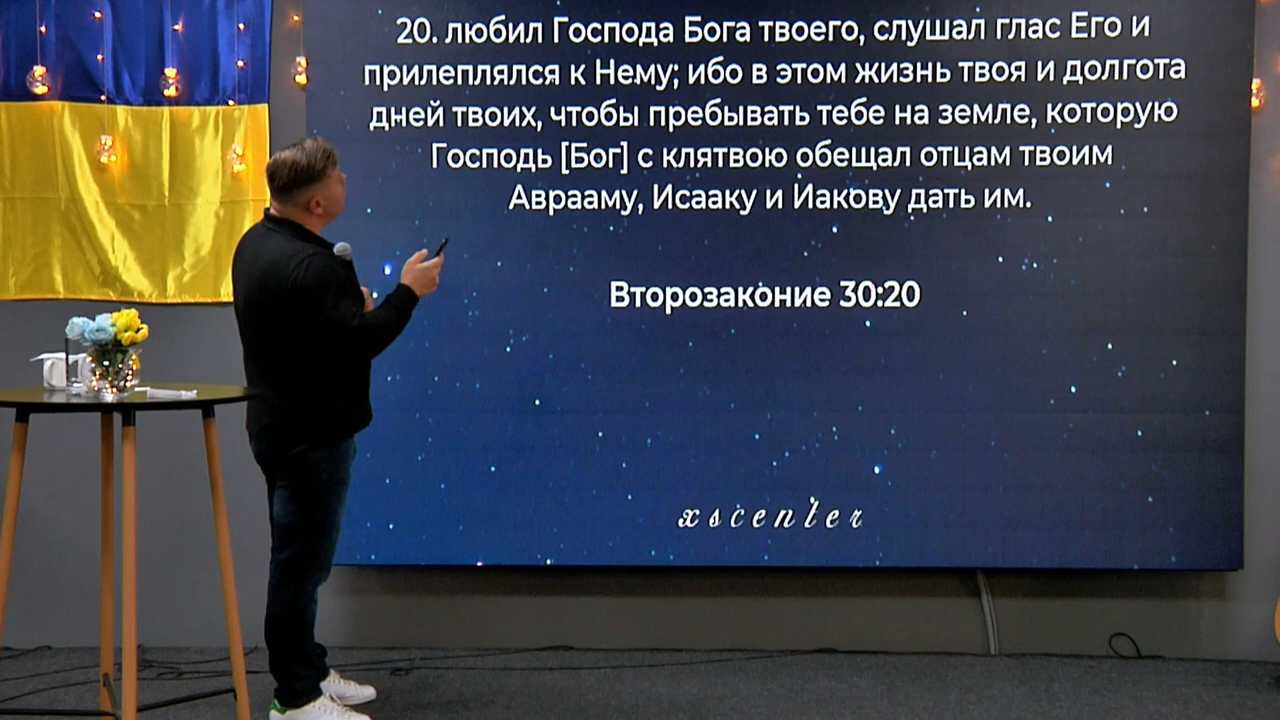 20. любил Господа Бога твоего, слушал глас Его и
прилеплялся к Нему; ибо в этом жизнь твоя и долгота
дней твоих, чтобы пребывать тебе на земле, которую
Господь [Бог] с клятвою обещал отцам твоим
Аврааму, Исааку и Иакову дать им.
Второзаконие 30:20
xscenter